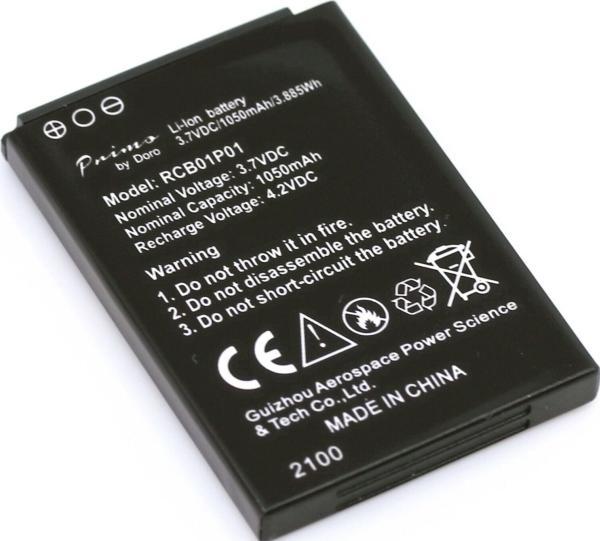 Primo
by Doro
Li-Ion battery
3.7VDC/1050mAh/3.885Wh
Model: RCB01P01
Nominal Voltage: 3.7VDC
Nominal Capacity: 1050mAh
Recharge Voltage: 4.2VDC
Warning
1. Do not throw it in fire.
2. Do not disassemble the battery.
3. Do not short-circuit the battery.
CE
Guizhou Aerospace Power Science
& Tech Co.,Ltd.
MADE IN CHINA
2100